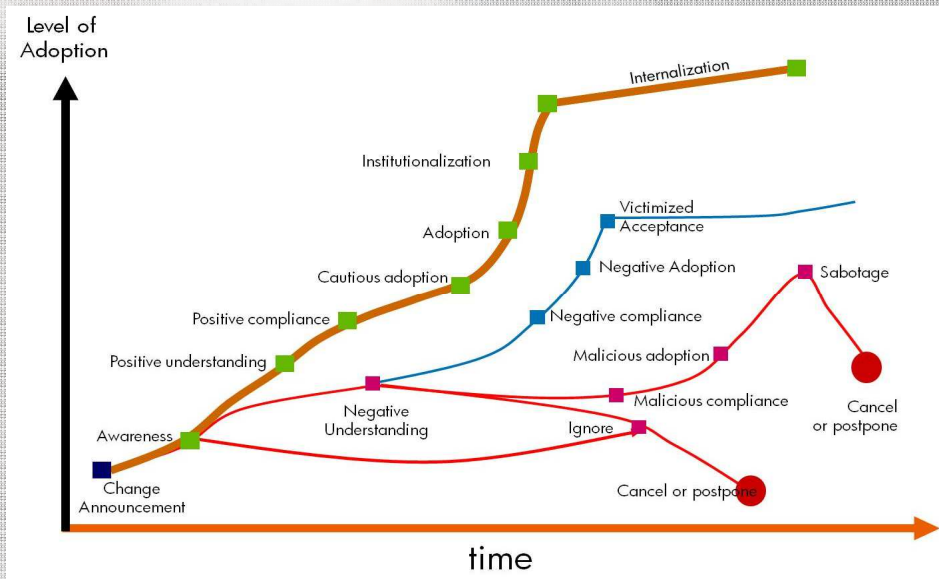 Level of
Adoption
Internalization
Institutionalization
Victimized
Acceptance
Adoption
Negative Adoption
Cautious adoption
Sabotage
Positive compliance
Negative compliance
Positive understanding
Malicious adoption
Negative
Understanding
Malicious compliance
Cancel
or postpone
Ignore
Awareness
Cancel or postpone
Change
Announcement
time